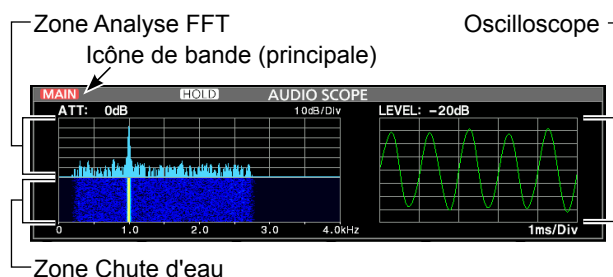 Zone Analyse FFT
Oscilloscope
Icône de bande (principale)
MAIN HOLD AUDIO SCOPE
ATT: 0dB 10dB/Div LEVEL: -20dB
0 1.0 2.0 3.0 4.0kHz 1ms/Div
Zone Chute d'eau